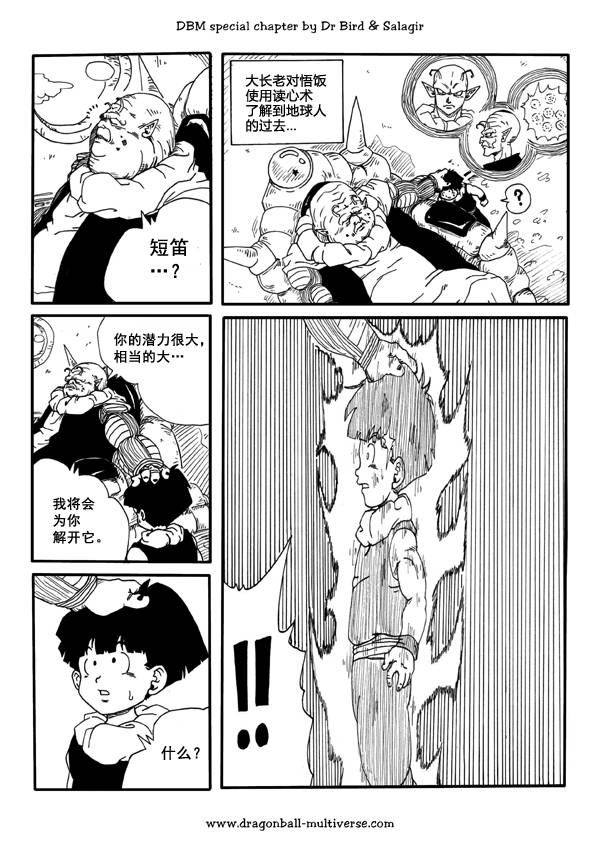 DBM special chapter by Dr Bird & Salagir
短笛
…?
大长老对悟饭
使用读心术
了解到地球人
的过去...
?
你的潜力很大,
相当的大…
我将会
为你
解开它。
什么?
!!
www.dragonball-multiverse.com